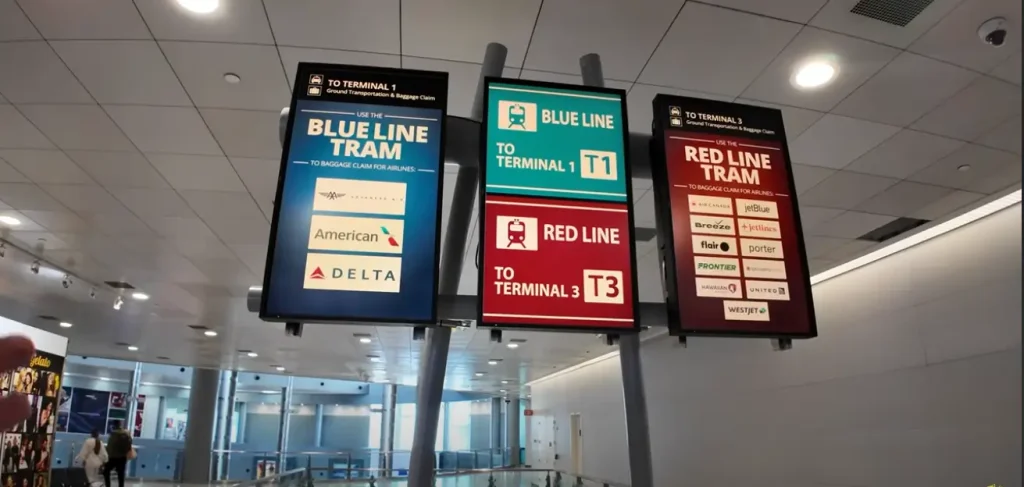 TO TERMINAL 1
Ground Transportation & Baggage Claim
USE THE
BLUE LINE
TRAM
TO BAGGAGE CLAIM FOR AIRLINES:
American
DELTA
BLUE LINE
TO
TERMINAL 1
T1
RED LINE
TO
TERMINAL 3
T3
TO TERMINAL 3
Ground Transportation & Baggage Claim
USE THE
RED LINE
TRAM
TO BAGGAGE CLAIM FOR AIRLINES:
AIR CANADA
jetBlue
Breeze
jetlines
flair
porter
FRONTIER
HAWAIIAN
UNITED
WESTJET
Gelato